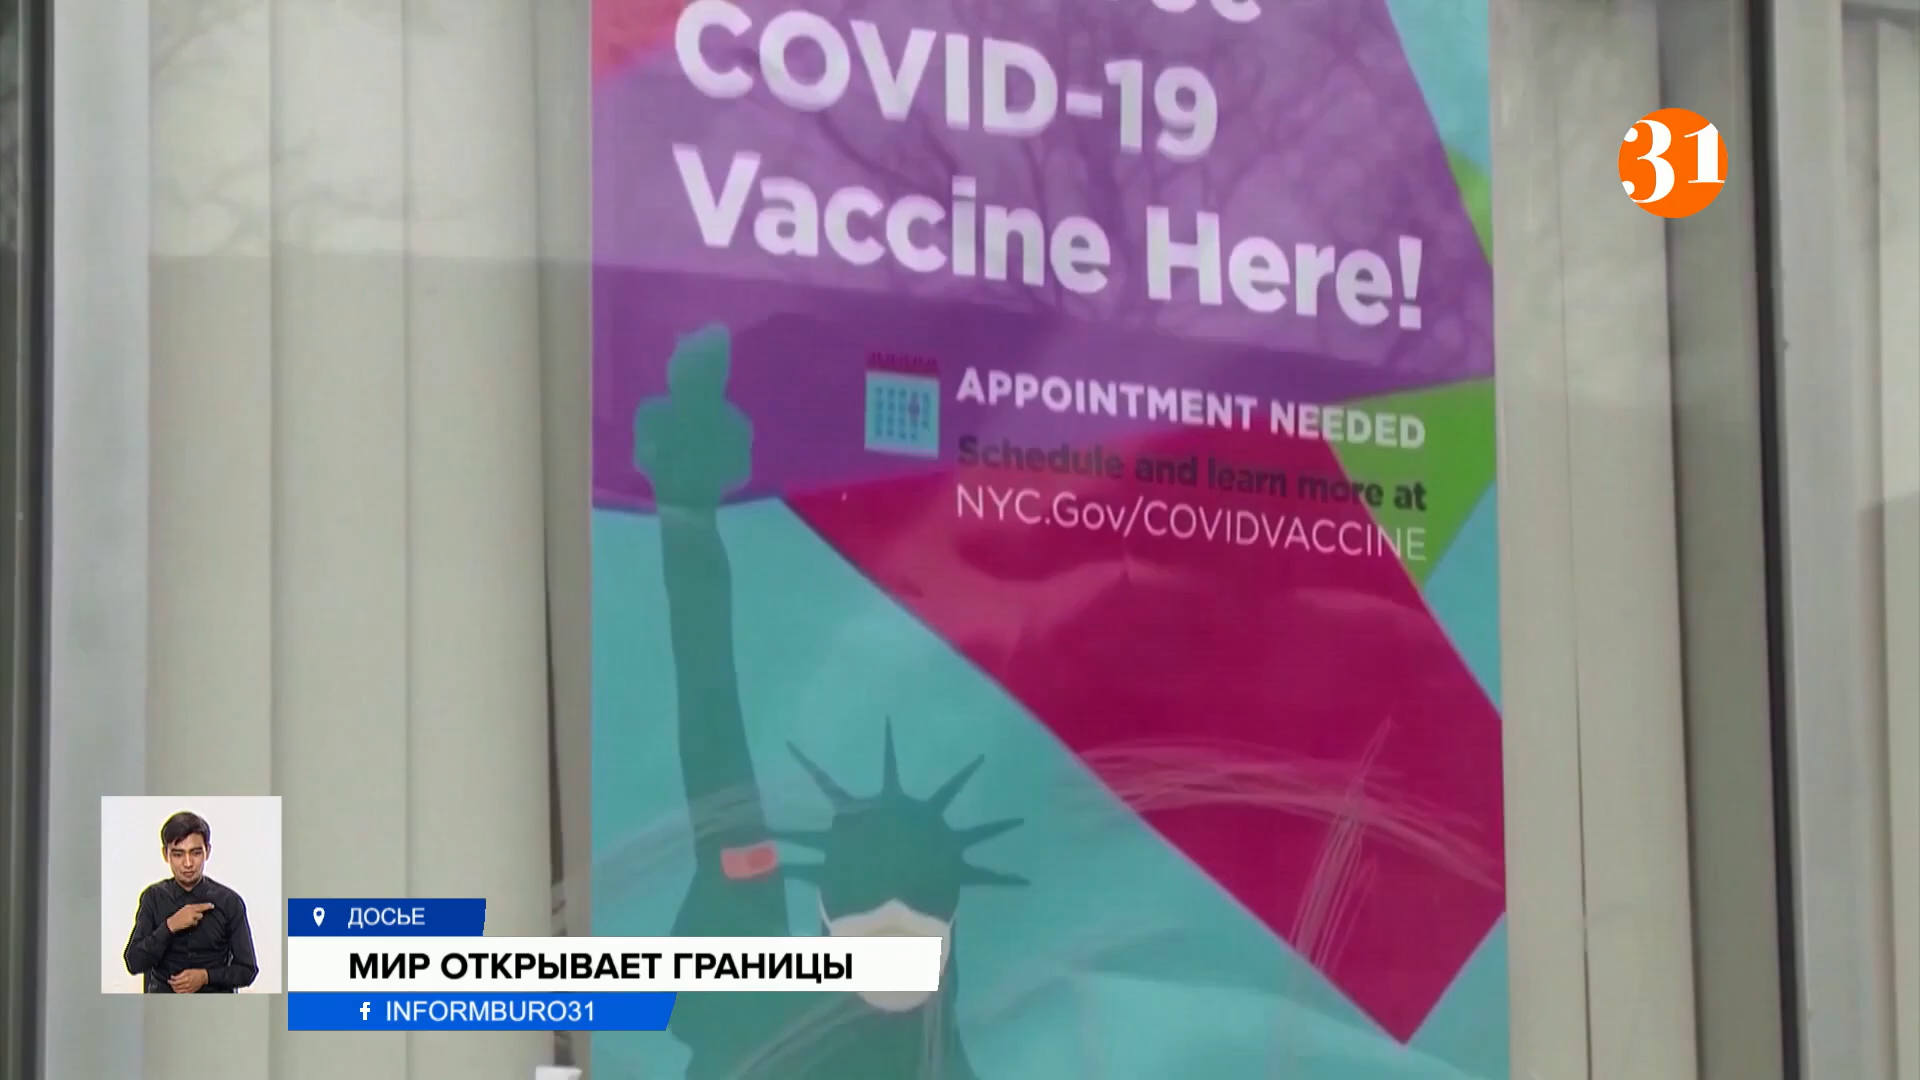 COVID-19
Vaccine Here!
31
APPOINTMENT NEEDED
Schedule and learn more at
NYC.Gov/COVIDVACCINE
ДОСЬЕ
МИР ОТКРЫВАЕТ ГРАНИЦЫ
INFORMBURO31